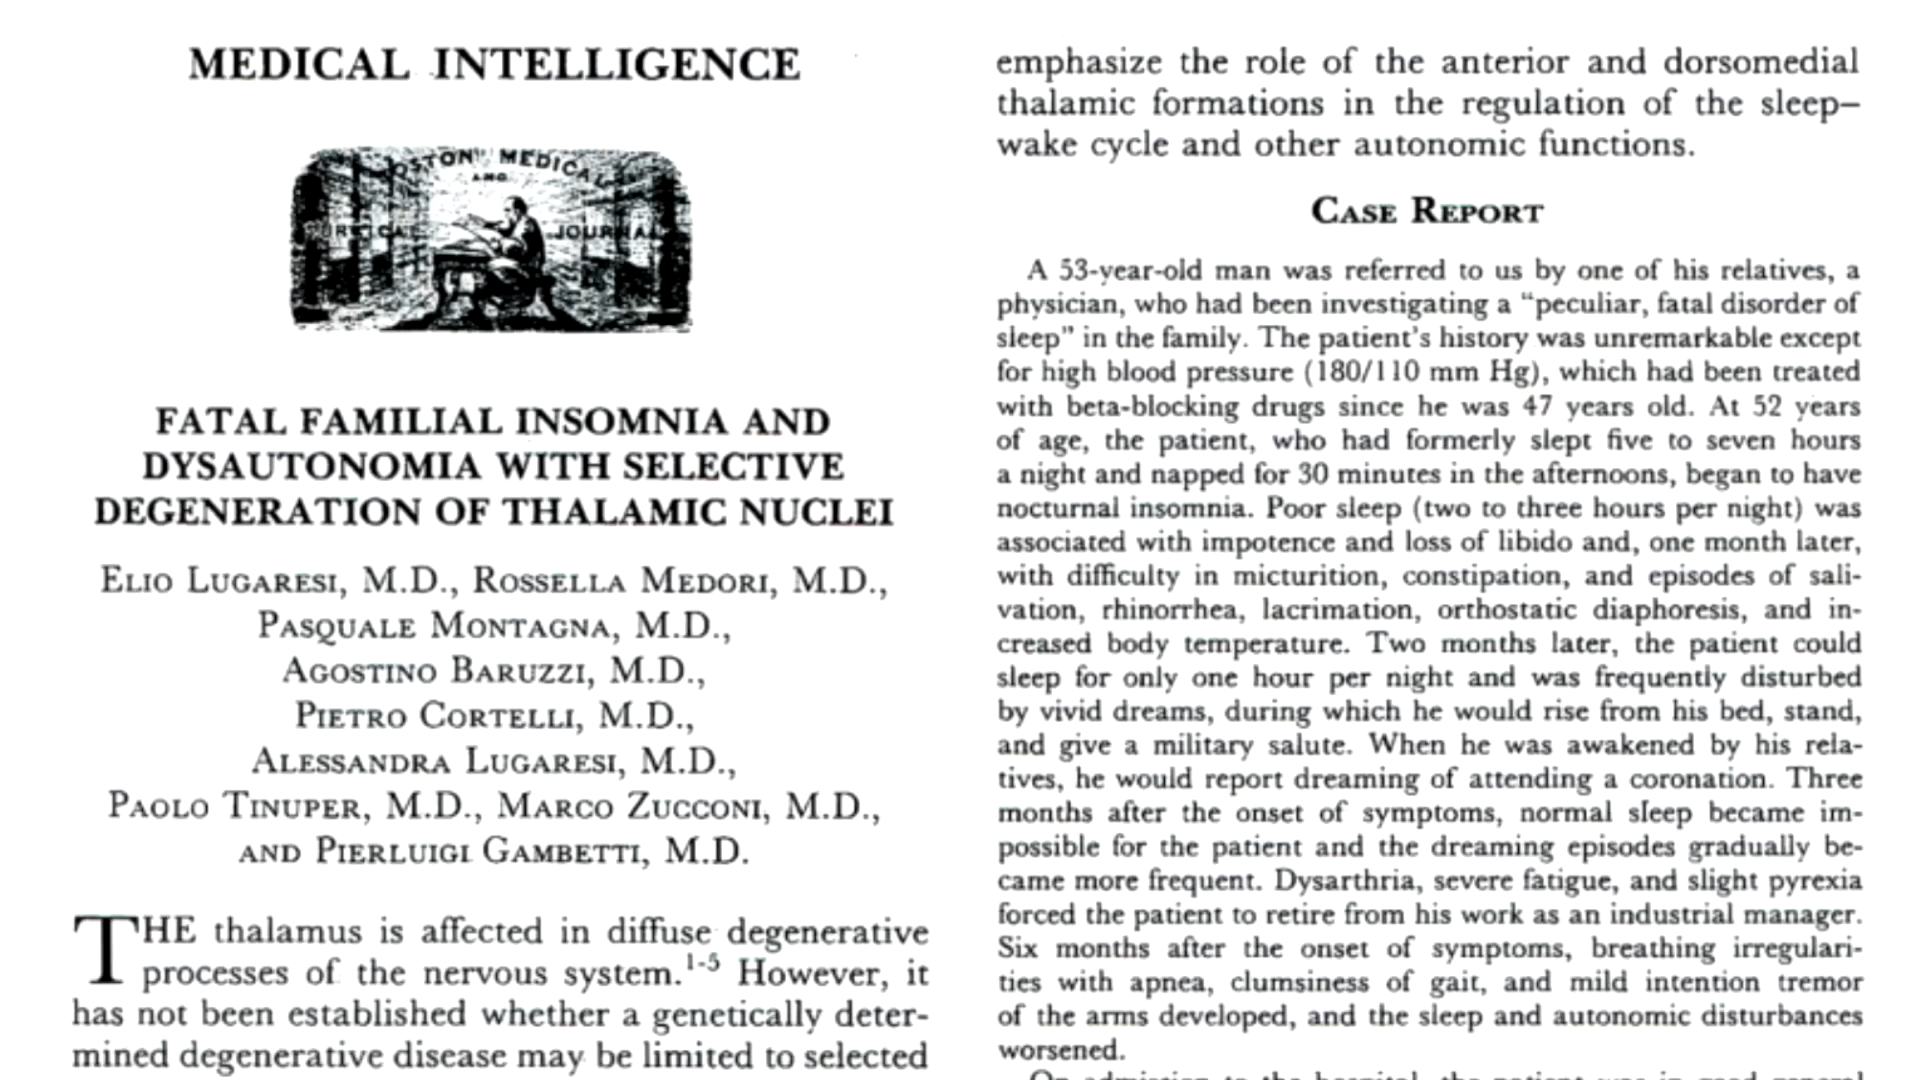 MEDICAL INTELLIGENCE
BOSTON MEDICAL
AND
SURGICAL JOURNAL
FATAL FAMILIAL INSOMNIA AND
DYSAUTONOMIA WITH SELECTIVE
DEGENERATION OF THALAMIC NUCLEI
ELIO LUGARESI, M.D., ROSSELLA MEDORI, M.D.,
PASQUALE MONTAGNA, M.D.,
AGOSTINO BARUZZI, M.D.,
PIETRO CORTELLI, M.D.,
ALESSANDRA LUGARESI, M.D.,
PAOLO TINUPER, M.D., MARCO ZUCCONI, M.D.,
AND PIERLUIGI GAMBETTI, M.D.
THE thalamus is affected in diffuse degenerative
processes of the nervous system.1-5 However, it
has not been established whether a genetically deter-
mined degenerative disease may be limited to selected
emphasize the role of the anterior and dorsomedial
thalamic formations in the regulation of the sleep–
wake cycle and other autonomic functions.
CASE REPORT
A 53-year-old man was referred to us by one of his relatives, a
physician, who had been investigating a “peculiar, fatal disorder of
sleep” in the family. The patient's history was unremarkable except
for high blood pressure (180/110 mm Hg), which had been treated
with beta-blocking drugs since he was 47 years old. At 52 years
of age, the patient, who had formerly slept five to seven hours
a night and napped for 30 minutes in the afternoons, began to have
nocturnal insomnia. Poor sleep (two to three hours per night) was
associated with impotence and loss of libido and, one month later,
with difficulty in micturition, constipation, and episodes of sali-
vation, rhinorrhea, lacrimation, orthostatic diaphoresis, and in-
creased body temperature. Two months later, the patient could
sleep for only one hour per night and was frequently disturbed
by vivid dreams, during which he would rise from his bed, stand,
and give a military salute. When he was awakened by his rela-
tives, he would report dreaming of attending a coronation. Three
months after the onset of symptoms, normal sleep became im-
possible for the patient and the dreaming episodes gradually be-
came more frequent. Dysarthria, severe fatigue, and slight pyrexia
forced the patient to retire from his work as an industrial manager.
Six months after the onset of symptoms, breathing irregulari-
ties with apnea, clumsiness of gait, and mild intention tremor
of the arms developed, and the sleep and autonomic disturbances
worsened.
On admission to the hospital, the patient was in good general